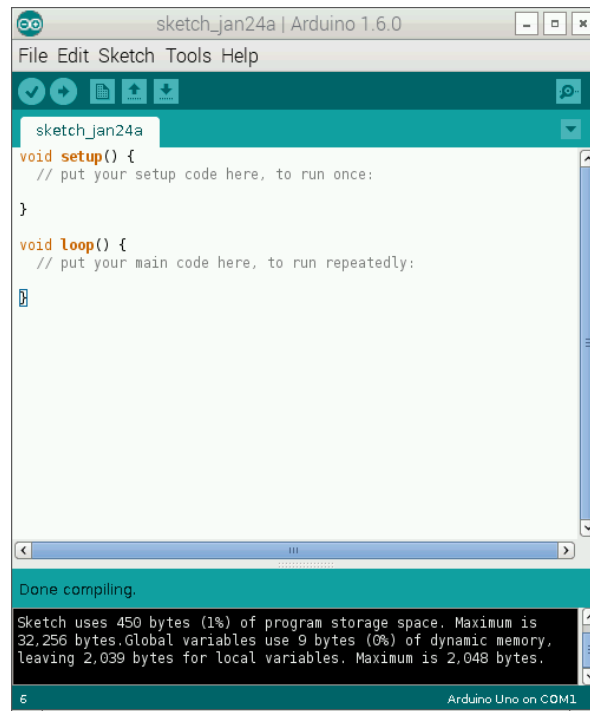 sketch_jan24a | Arduino 1.6.0
File Edit Sketch Tools Help
sketch_jan24a
void setup() {
  // put your setup code here, to run once:
}
void loop() {
  // put your main code here, to run repeatedly:
}
Done compiling.
Sketch uses 450 bytes (1%) of program storage space. Maximum is
32,256 bytes.Global variables use 9 bytes (0%) of dynamic memory,
leaving 2,039 bytes for local variables. Maximum is 2,048 bytes.
6 Arduino Uno on COM1